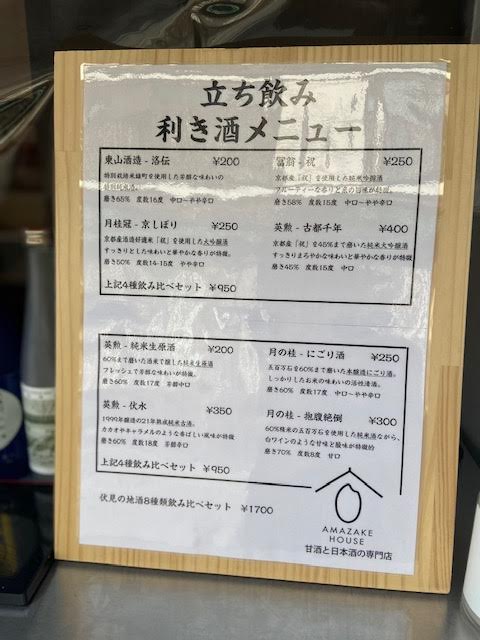 立ち飲み
利き酒メニュー
東山酒造 - 洛伝 ¥200
特別栽培米雄町を使用した芳醇な味わいの
磨き65% 度数16度 中口〜やや辛口
冨翁 - 祝 ¥250
京都産「祝」を使用した純米吟醸酒
フルーティーな香りと米の旨味が特徴。
磨き58% 度数15度 中口〜やや辛口
月桂冠 - 京しぼり ¥250
京都産酒造好適米「祝」を使用した大吟醸酒
すっきりとした味わいと華やかな香りが特徴。
磨き50% 度数14-15度 やや辛口
英勲 - 古都千年 ¥400
京都産「祝」を45%まで磨いた純米大吟醸酒
すっきりまろやかな味わいと華やかな香りが特徴。
磨き45% 度数15度 中口
上記4種飲み比べセット ¥950
英勲 - 純米生原酒 ¥200
60%まで磨いた酒米で醸した純米生原酒
フレッシュで芳醇な味わいが特徴。
磨き60% 度数17度 芳醇中口
月の桂 - にごり酒 ¥250
五百万石を60%まで磨いた本醸造にごり酒。
しっかりしたお米の味わいの活性清酒。
磨き60% 度数17度 中口
英勲 - 伏水 ¥350
1999年醸造の21年熟成純米古酒。
カカオやキャラメルのような香ばしい風味が特徴
磨き60% 度数18度 芳醇辛口
月の桂 - 抱腹絶倒 ¥300
60%精米の五百万石を使用した純米酒ながら、
白ワインのような甘味と酸味が特徴的
磨き70% 度数8度 甘口
上記4種飲み比べセット ¥950
伏見の地酒8種類飲み比べセット ¥1700
AMAZAKE
HOUSE
甘酒と日本酒の専門店